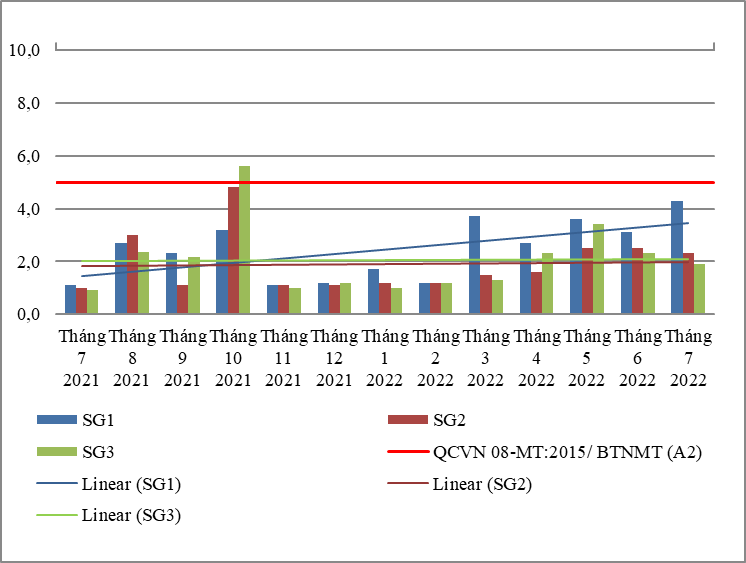 10,0
8,0
6,0
4,0
2,0
0,0
Tháng Tháng Tháng Tháng Tháng Tháng Tháng Tháng Tháng Tháng Tháng Tháng Tháng
7 8 9 10 11 12 1 2 3 4 5 6 7
2021 2021 2021 2021 2021 2021 2022 2022 2022 2022 2022 2022 2022
SG1 SG2
SG3 QCVN 08-MT:2015/ BTNMT (A2)
Linear (SG1) Linear (SG2)
Linear (SG3)